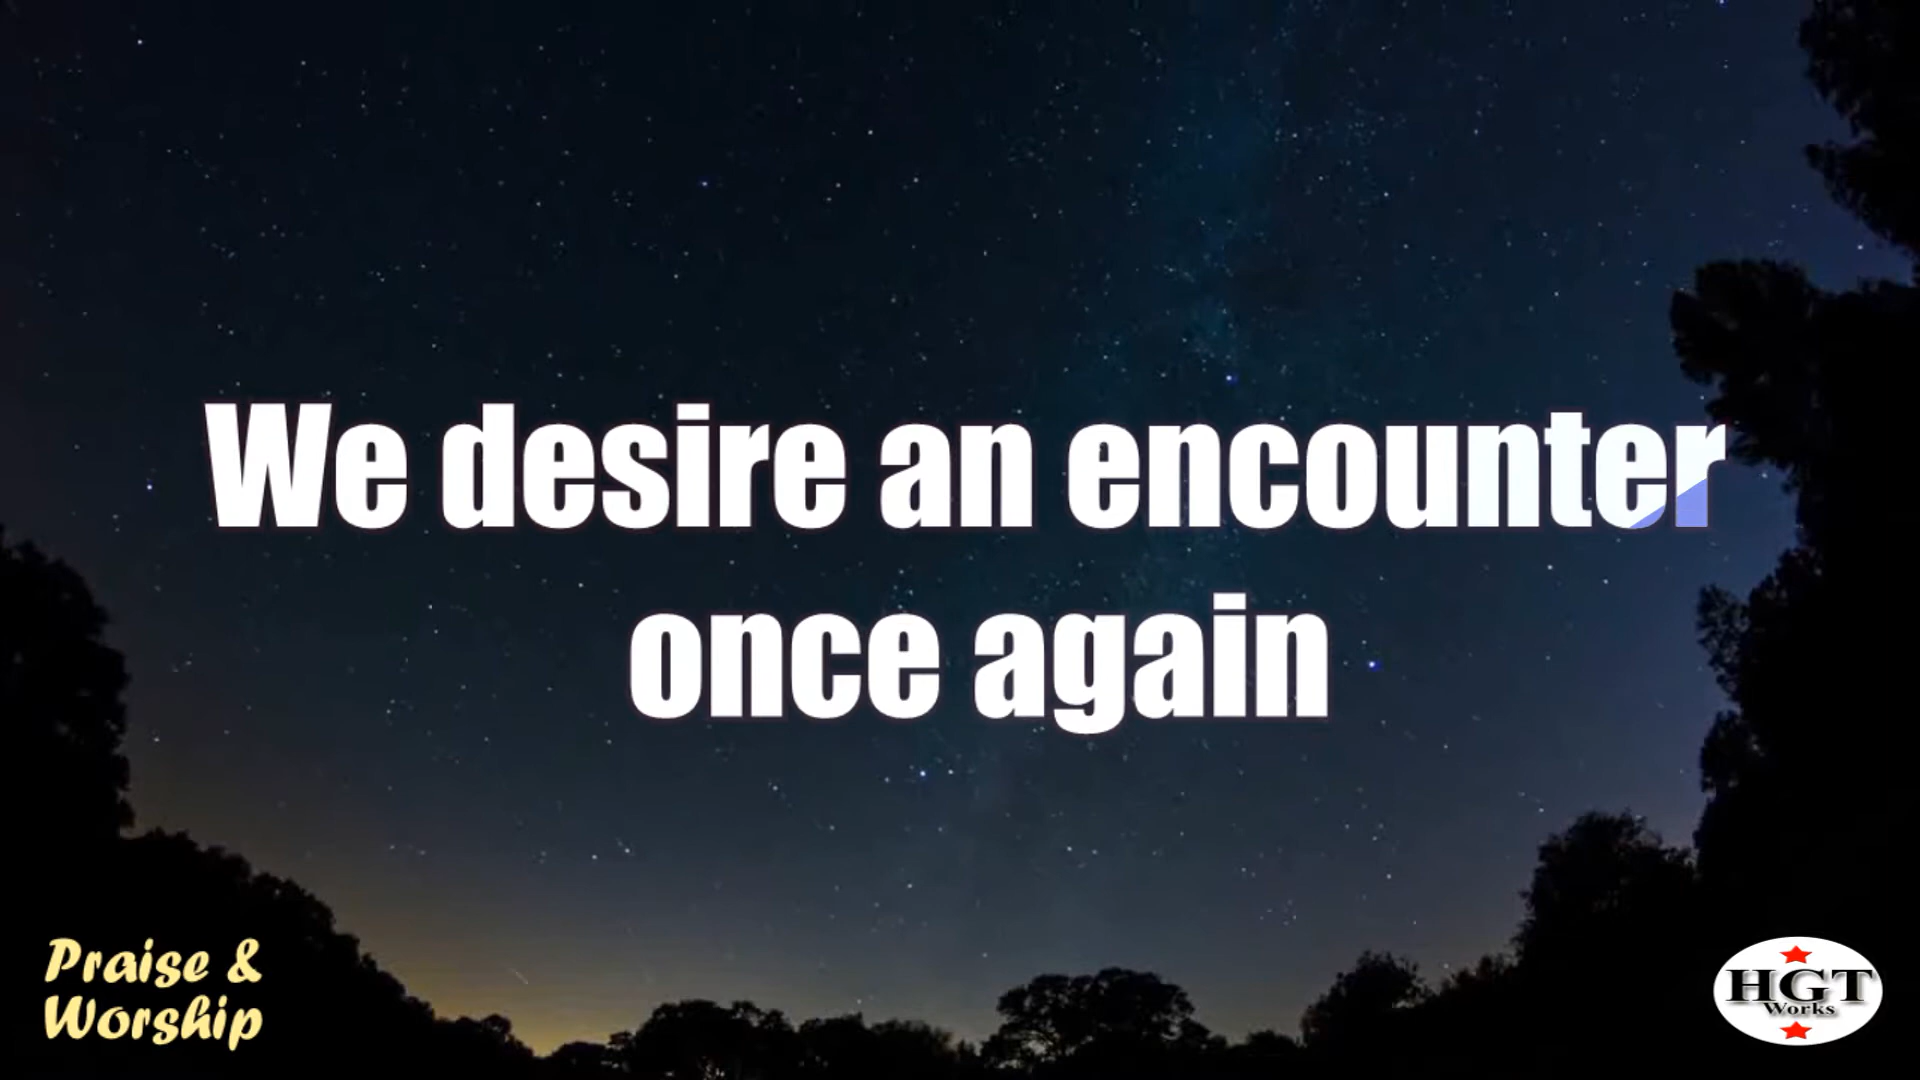 We desire an encounter
once again
Praise &
Worship
HGT
Works